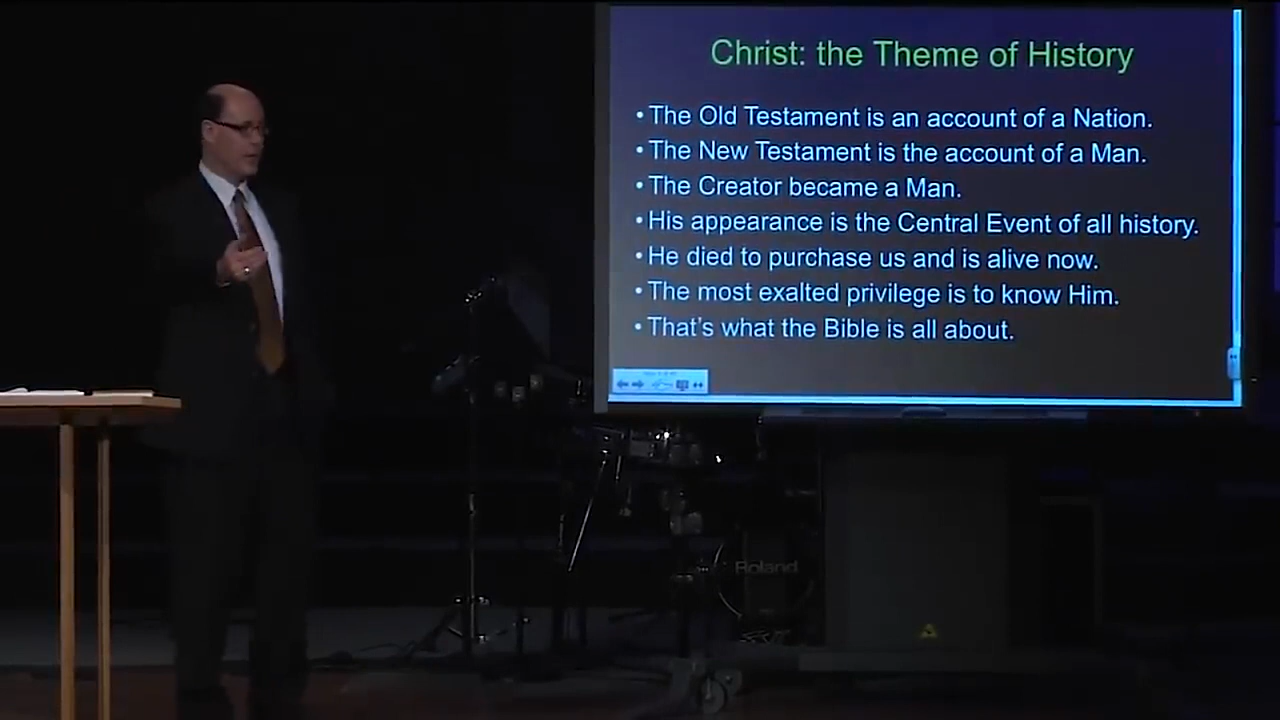 Christ: the Theme of History
• The Old Testament is an account of a Nation.
• The New Testament is the account of a Man.
• The Creator became a Man.
• His appearance is the Central Event of all history.
• He died to purchase us and is alive now.
• The most exalted privilege is to know Him.
• That's what the Bible is all about.
Roland